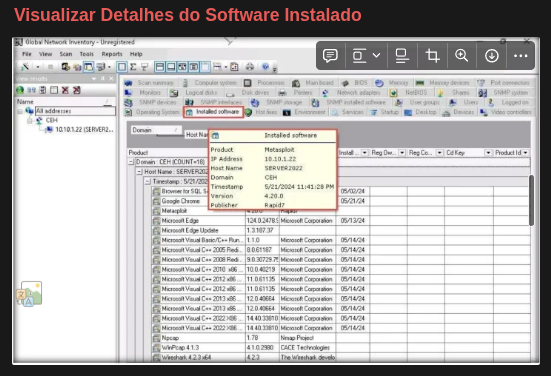 Visualizar Detalhes do Software Instalado
Global Network Inventory - Unregistered
File View Scan Tools Reports Help
View results
Name
All addresses
CEH
10.10.1.22 (SERVER2...
Scan summary Computer system Processors Main board BIOS Memory Memory devices Port connectors
Monitors Logical disks Disk drives Printers Network adapters NetBIOS Shares SNMP system
SNMP devices SNMP interfaces SNMP storage SNMP installed software User groups Users Logged on
Operating System Installed software Hot fixes Environment Services Startup Desktop Devices Video controllers
Domain / Host Nam
Installed software
Product Metasploit
IP Address 10.10.1.22
Host Name SERVER2022
Domain CEH
Timestamp 5/21/2024 11:41:28 PM
Version 4.20.0
Publisher Rapid7
Product Install... Reg Ow... Reg Co... Cd Key Product Id
Domain : CEH (COUNT=18)
Host Name : SERVER202
Timestamp : 5/21/202
Browser for SQL S 05/02/24
Google Chrome 05/21/24
Metasploit 4.20.0 Rapid7
Microsoft Edge 124.0.2478.9 Microsoft Corporation 05/13/24
Microsoft Edge Update 1.3.187.37
Microsoft Visual Basic/C++ Run... 1.1.0 Microsoft Corporation 05/14/24
Microsoft Visual C++ 2005 Redi... 8.0.61187 Microsoft Corporation 05/14/24
Microsoft Visual C++ 2008 Redi... 9.0.30729.75 Microsoft Corporation 05/14/24
Microsoft Visual C++ 2010 x86 ... 10.0.40219 Microsoft Corporation 05/14/24
Microsoft Visual C++ 2012 x86 ... 11.0.61135 Microsoft Corporation 05/14/24
Microsoft Visual C++ 2012 x86 ... 11.0.61135 Microsoft Corporation 05/14/24
Microsoft Visual C++ 2013 x86 ... 12.0.40664 Microsoft Corporation 05/14/24
Microsoft Visual C++ 2013 x86 ... 12.0.40664 Microsoft Corporation 05/14/24
Microsoft Visual C++ 2022 X86 ... 14.40.33810 Microsoft Corporation 05/14/24
Microsoft Visual C++ 2022 X86 ... 14.40.33810 Microsoft Corporation 05/14/24
Npcap 1.78 Nmap Project
WinPcap 4.1.3 4.1.0.2980 CACE Technologies
Wireshark 4.2.3 x64 4.2.3 The Wireshark develo